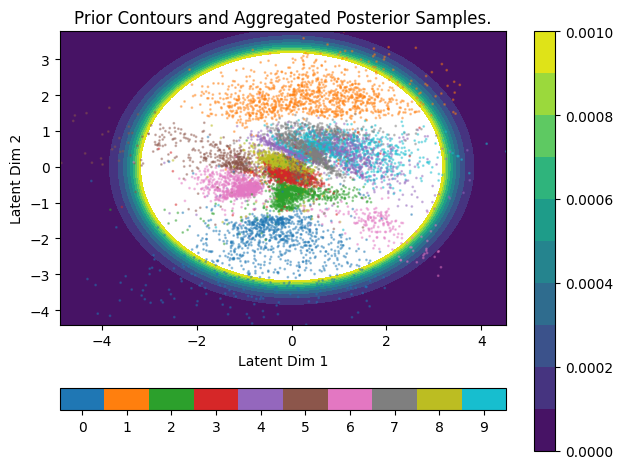 Prior Contours and Aggregated Posterior Samples.
3
2
1
0
−1
−2
−3
−4
Latent Dim 2
−4 −2 0 2 4
Latent Dim 1
0 1 2 3 4 5 6 7 8 9
0.0010
0.0008
0.0006
0.0004
0.0002
0.0000